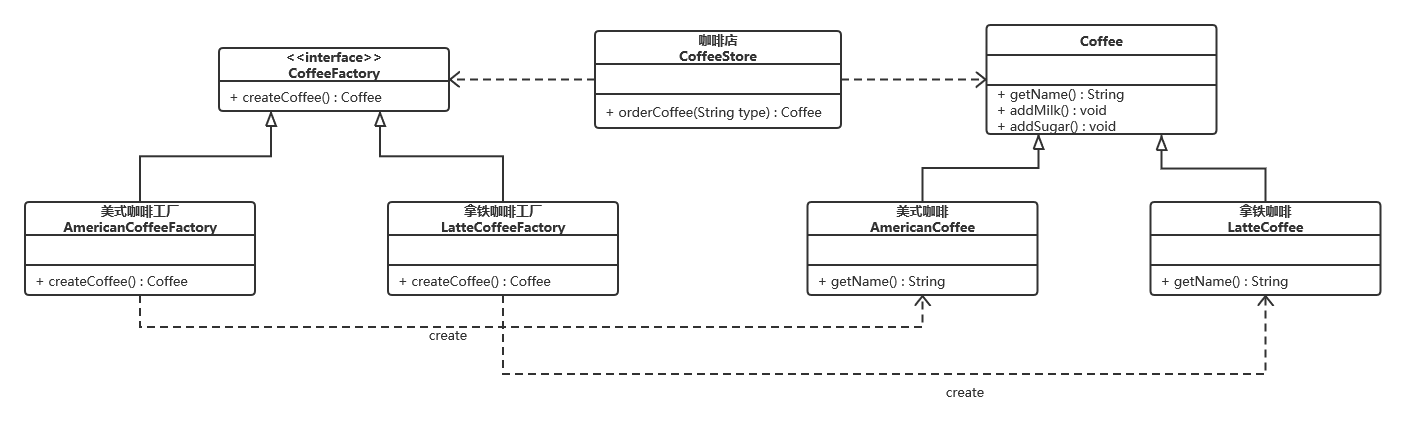 <<interface>>
CoffeeFactory
+ createCoffee() : Coffee
咖啡店
CoffeeStore
+ orderCoffee(String type) : Coffee
Coffee
+ getName() : String
+ addMilk() : void
+ addSugar() : void
美式咖啡工厂
AmericanCoffeeFactory
+ createCoffee() : Coffee
拿铁咖啡工厂
LatteCoffeeFactory
+ createCoffee() : Coffee
美式咖啡
AmericanCoffee
+ getName() : String
拿铁咖啡
LatteCoffee
+ getName() : String
create
create